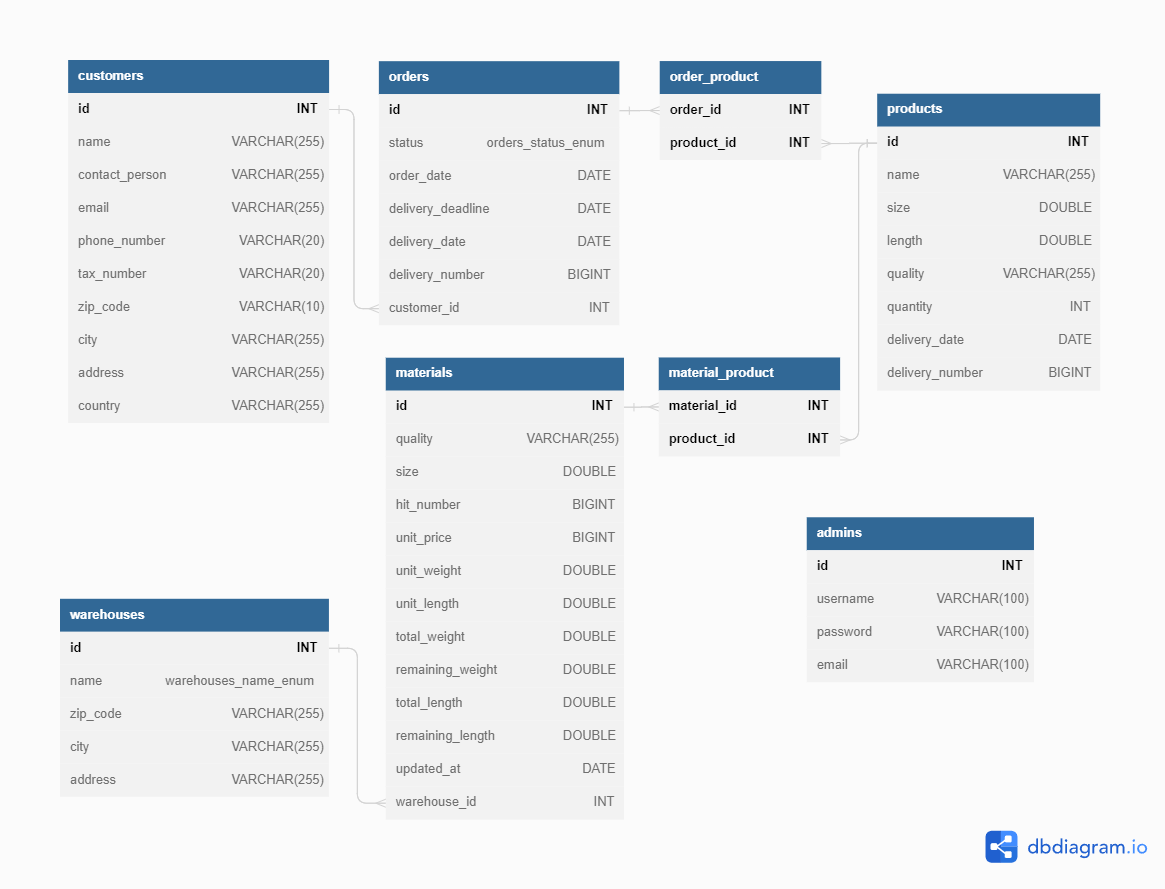 customers
id INT
name VARCHAR(255)
contact_person VARCHAR(255)
email VARCHAR(255)
phone_number VARCHAR(20)
tax_number VARCHAR(20)
zip_code VARCHAR(10)
city VARCHAR(255)
address VARCHAR(255)
country VARCHAR(255)
orders
id INT
status orders_status_enum
order_date DATE
delivery_deadline DATE
delivery_date DATE
delivery_number BIGINT
customer_id INT
order_product
order_id INT
product_id INT
products
id INT
name VARCHAR(255)
size DOUBLE
length DOUBLE
quality VARCHAR(255)
quantity INT
delivery_date DATE
delivery_number BIGINT
materials
id INT
quality VARCHAR(255)
size DOUBLE
hit_number BIGINT
unit_price BIGINT
unit_weight DOUBLE
unit_length DOUBLE
total_weight DOUBLE
remaining_weight DOUBLE
total_length DOUBLE
remaining_length DOUBLE
updated_at DATE
warehouse_id INT
material_product
material_id INT
product_id INT
admins
id INT
username VARCHAR(100)
password VARCHAR(100)
email VARCHAR(100)
warehouses
id INT
name warehouses_name_enum
zip_code VARCHAR(255)
city VARCHAR(255)
address VARCHAR(255)
dbdiagram.io